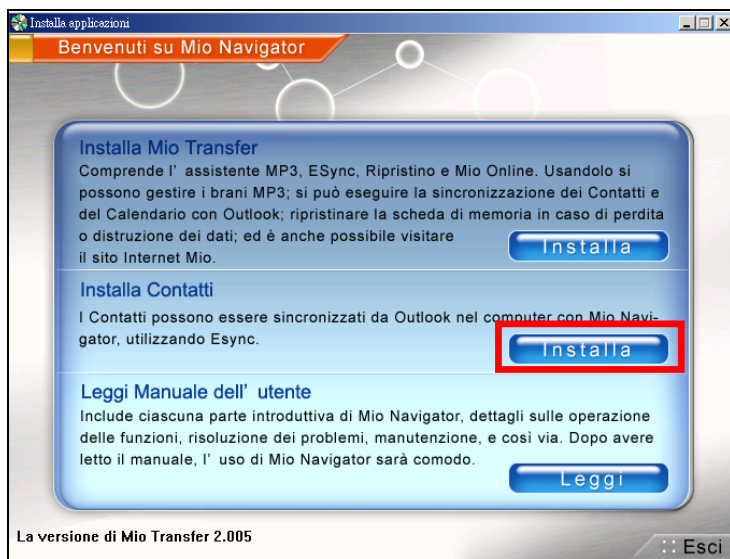 Installa applicazioni
Benvenuti su Mio Navigator
Installa Mio Transfer
Comprende l' assistente MP3, ESync, Ripristino e Mio Online. Usandolo si
possono gestire i brani MP3; si può eseguire la sincronizzazione dei Contatti e
del Calendario con Outlook; ripristinare la scheda di memoria in caso di perdita
o distruzione dei dati; ed è anche possibile visitare
il sito Internet Mio.
Installa
Installa Contatti
I Contatti possono essere sincronizzati da Outlook nel computer con Mio Navi-
gator, utilizzando Esync.
Installa
Leggi Manuale dell' utente
Include ciascuna parte introduttiva di Mio Navigator, dettagli sulle operazione
delle funzioni, risoluzione dei problemi, manutenzione, e così via. Dopo avere
letto il manuale, l' uso di Mio Navigator sarà comodo.
Leggi
La versione di Mio Transfer 2.005
:: Esci